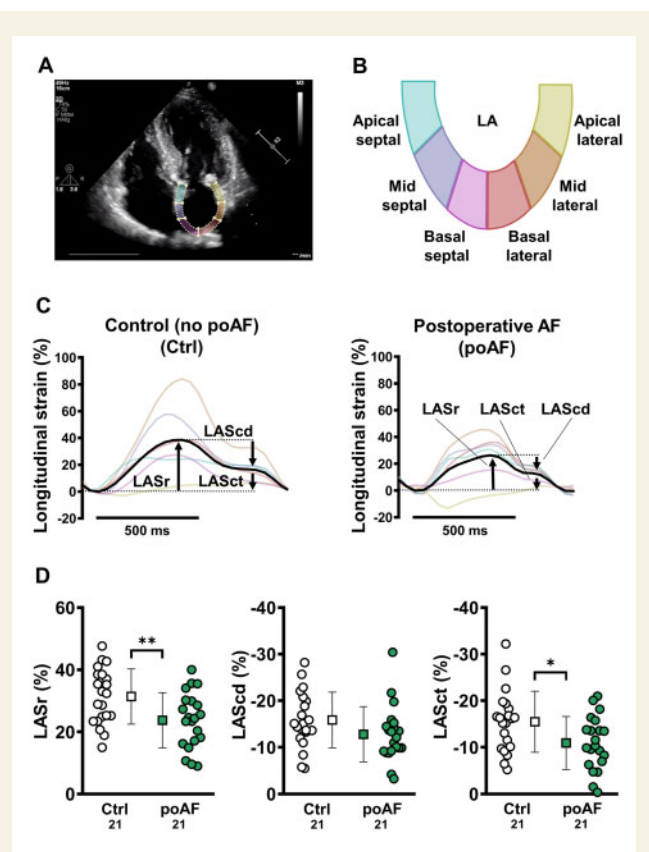 A
B
49Hz
16cm
M3
LA
Apical
septal
Apical
lateral
Mid
septal
Mid
lateral
Basal
septal
Basal
lateral
C
Control (no poAF)
(Ctrl)
Longitudinal strain (%)
100
80
60
40
20
0
-20
LASr
LAScd
LASct
500 ms
Postoperative AF
(poAF)
Longitudinal strain (%)
100
80
60
40
20
0
-20
LASr
LASct
LAScd
500 ms
D
LASr (%)
60
40
20
0
**
Ctrl
21
poAF
21
LAScd (%)
-40
-30
-20
-10
0
Ctrl
21
poAF
21
LASct (%)
-40
-30
-20
-10
0
*
Ctrl
21
poAF
21